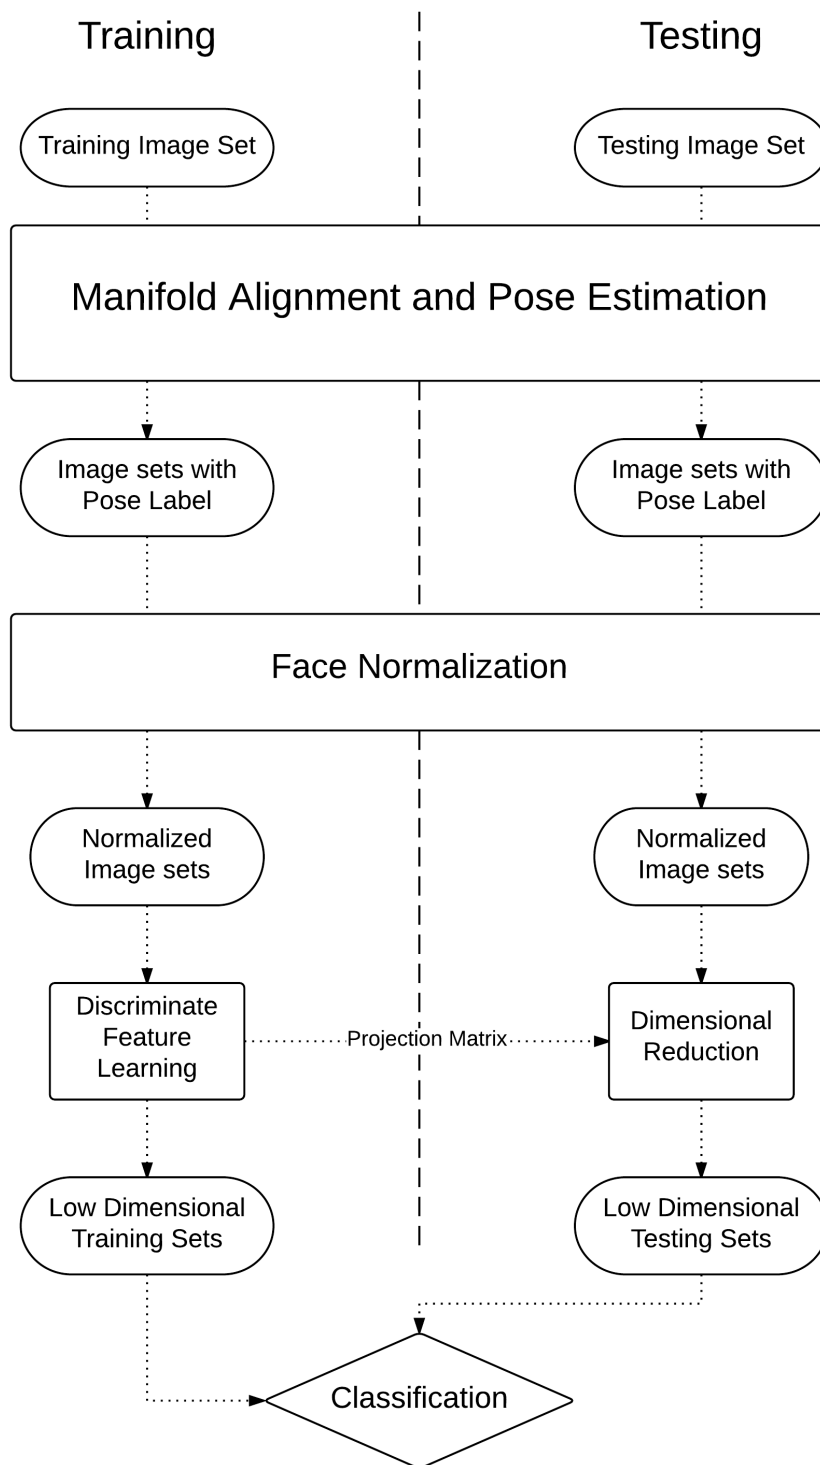 Training
Testing
Training Image Set
Testing Image Set
Manifold Alignment and Pose Estimation
Image sets with
Pose Label
Image sets with
Pose Label
Face Normalization
Normalized
Image sets
Normalized
Image sets
Discriminate
Feature
Learning
Projection Matrix
Dimensional
Reduction
Low Dimensional
Training Sets
Low Dimensional
Testing Sets
Classification